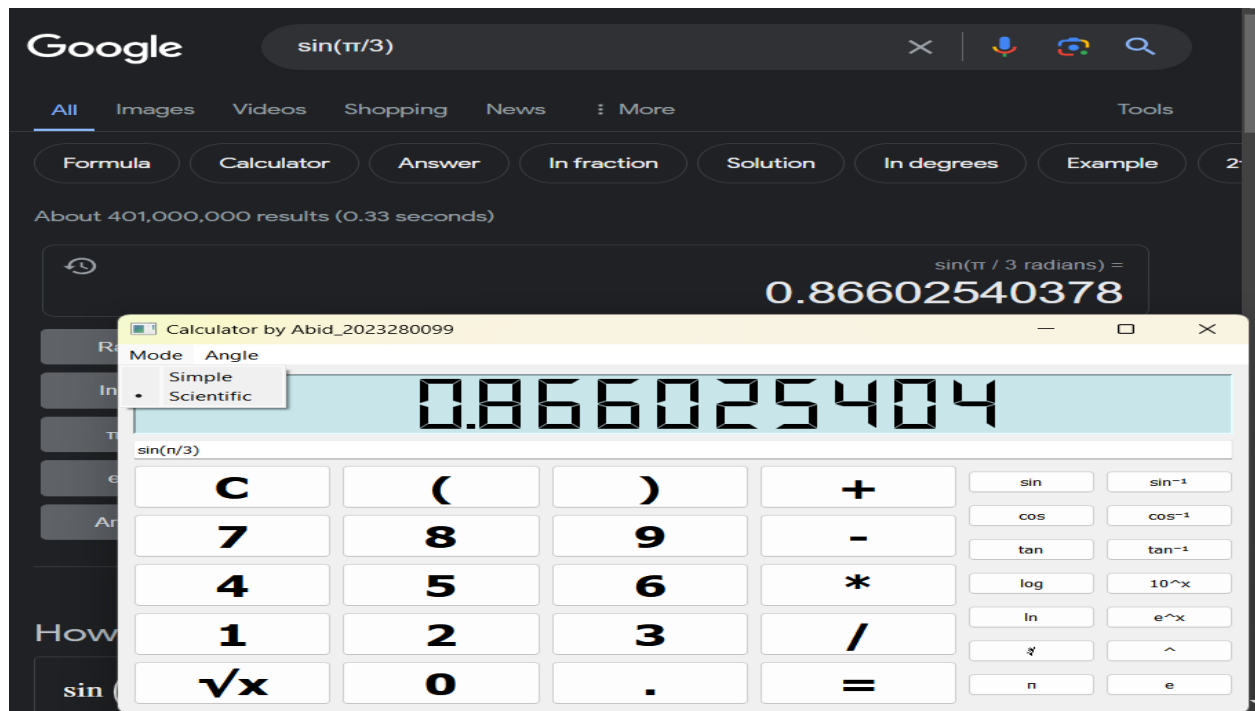 Google sin(π/3)
All Images Videos Shopping News More Tools
Formula Calculator Answer In fraction Solution In degrees Example
About 401,000,000 results (0.33 seconds)
sin(π / 3 radians) =
0.86602540378
Calculator by Abid_2023280099
Mode Angle
Simple
Scientific
0.866025404
sin(π/3)
C ( ) + sin sin⁻¹
cos cos⁻¹
7 8 9 - tan tan⁻¹
4 5 6 * log 10^x
1 2 3 / ln e^x
^
√x 0 . = π e
How
sin (